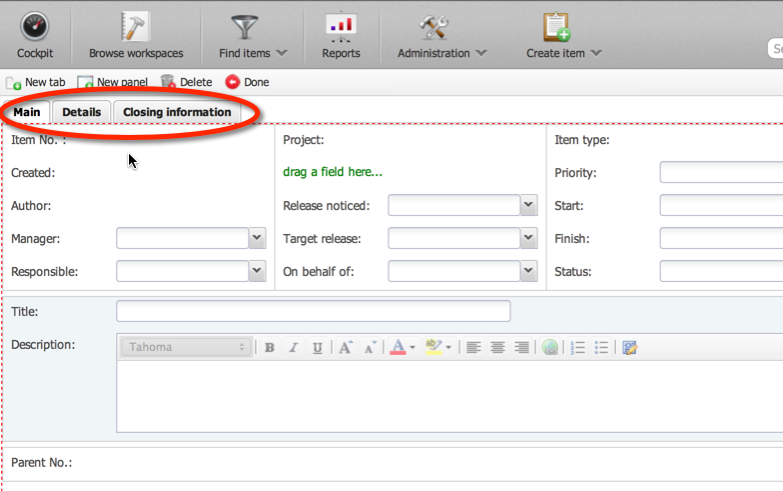 Cockpit Browse workspaces Find items Reports Administration Create item
New tab New panel Delete Done
Main Details Closing information
Item No. : Project: Item type:
Created: drag a field here... Priority:
Author: Release noticed: Start:
Manager: Target release: Finish:
Responsible: On behalf of: Status:
Title:
Description: Tahoma B I U A A A
Parent No.: